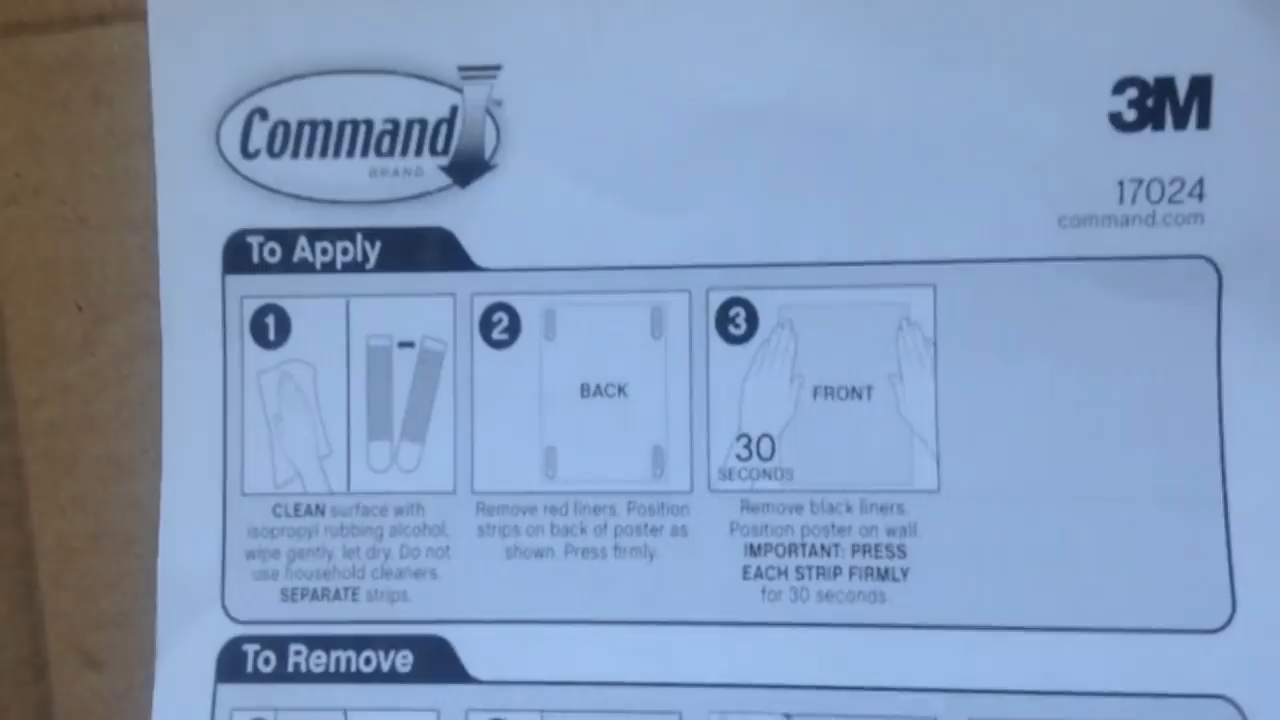 Command
BRAND
3M
17024
command.com
To Apply
1
2
3
BACK
FRONT
30
SECONDS
CLEAN surface with
isopropyl rubbing alcohol,
wipe gently, let dry. Do not
use household cleaners.
SEPARATE strips.
Remove red liners. Position
strips on back of poster as
shown. Press firmly.
Remove black liners.
Position poster on wall.
IMPORTANT: PRESS
EACH STRIP FIRMLY
for 30 seconds.
To Remove